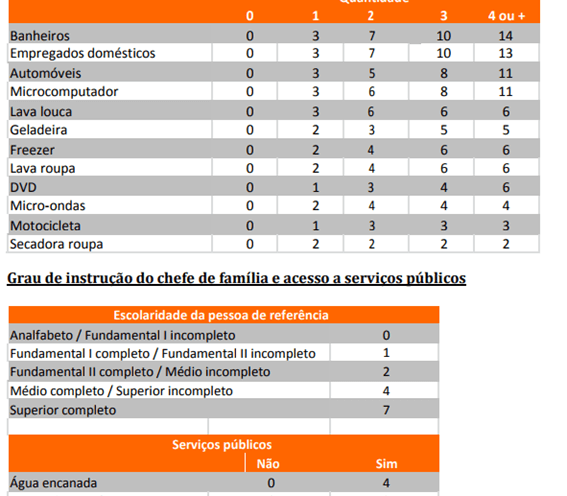 Quantidade
0 1 2 3 4 ou +
Banheiros 0 3 7 10 14
Empregados domésticos 0 3 7 10 13
Automóveis 0 3 5 8 11
Microcomputador 0 3 6 8 11
Lava louca 0 3 6 6 6
Geladeira 0 2 3 5 5
Freezer 0 2 4 6 6
Lava roupa 0 2 4 6 6
DVD 0 1 3 4 6
Micro-ondas 0 2 4 4 4
Motocicleta 0 1 3 3 3
Secadora roupa 0 2 2 2 2
Grau de instrução do chefe de família e acesso a serviços públicos
Escolaridade da pessoa de referência
Analfabeto / Fundamental I incompleto 0
Fundamental I completo / Fundamental II incompleto 1
Fundamental II completo / Médio incompleto 2
Médio completo / Superior incompleto 4
Superior completo 7
Serviços públicos
Não Sim
Água encanada 0 4